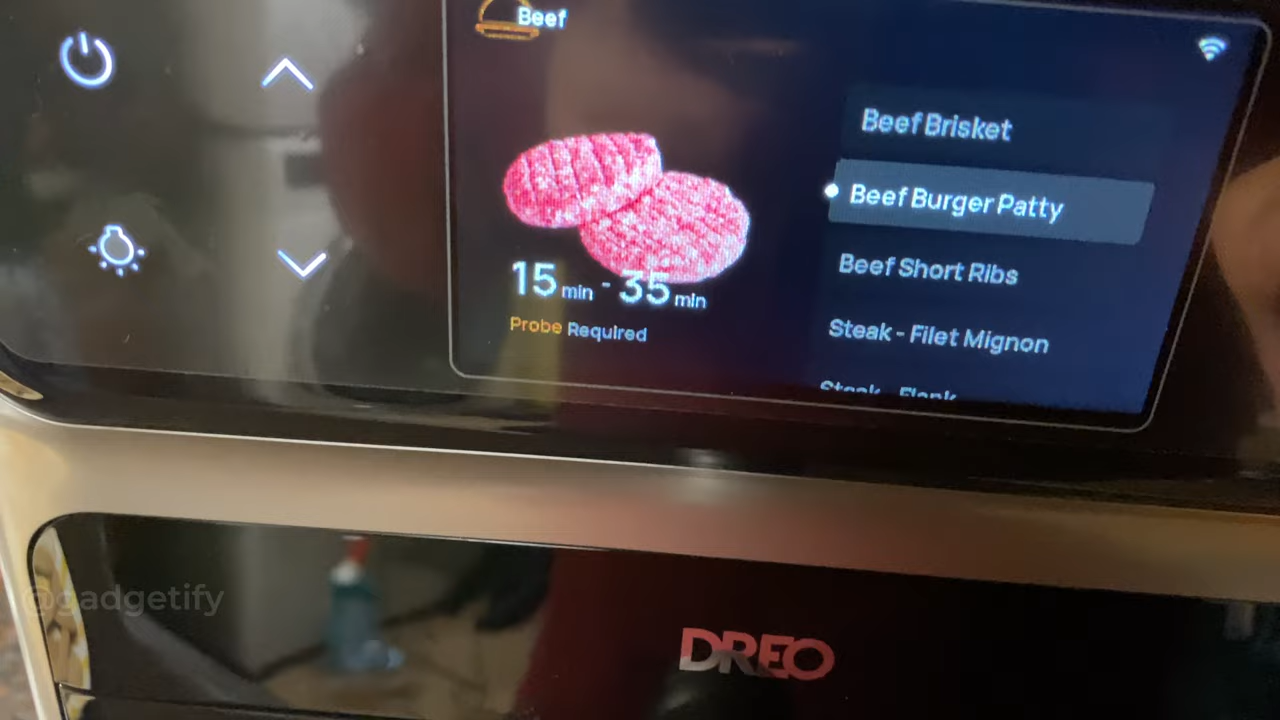 Beef
Beef Brisket
Beef Burger Patty
Beef Short Ribs
Steak - Filet Mignon
Steak - Flank
15 min - 35 min
Probe Required
@gadgetify
DREO